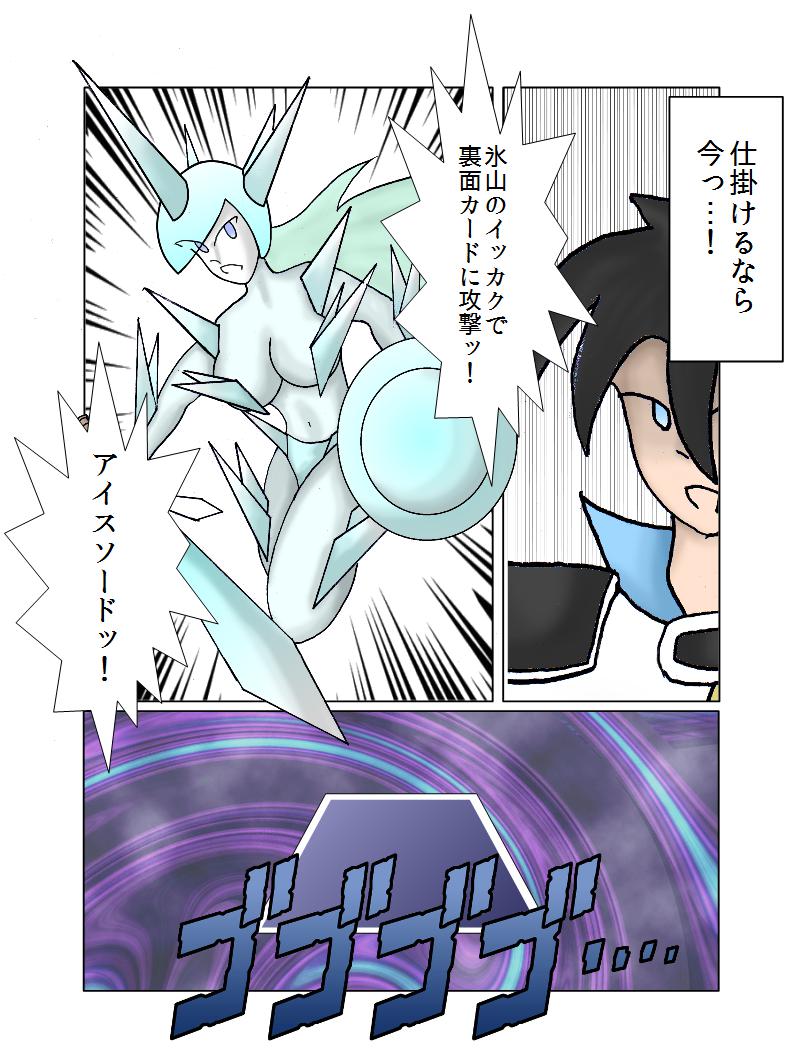 仕掛けるなら
今っ…！
氷山のイッカクで
裏面カードに攻撃ッ！
アイスソードッ！
ゴゴゴゴ....